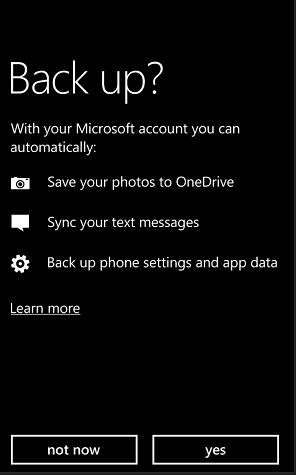 Back up?
With your Microsoft account you can
automatically:
Save your photos to OneDrive
Sync your text messages
Back up phone settings and app data
Learn more
not now
yes